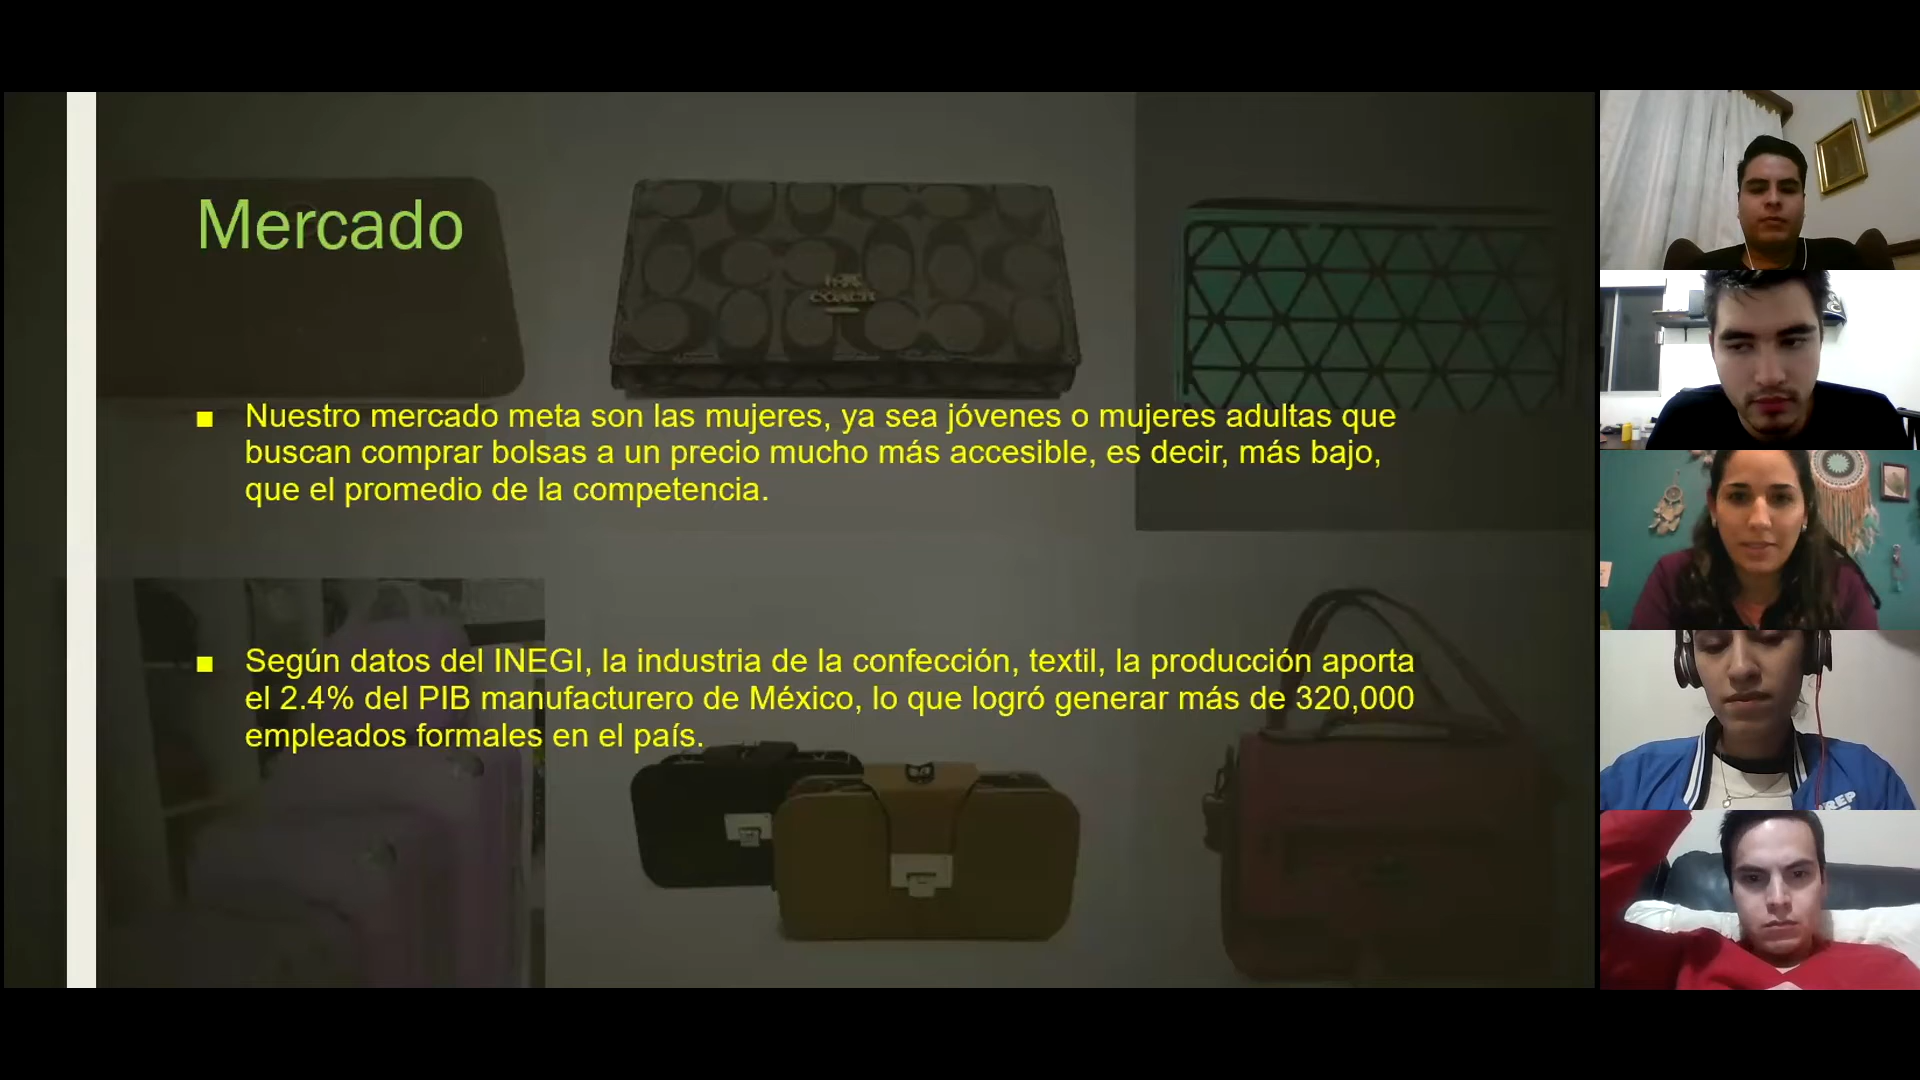 Mercado
COACH
■ Nuestro mercado meta son las mujeres, ya sea jóvenes o mujeres adultas que
buscan comprar bolsas a un precio mucho más accesible, es decir, más bajo,
que el promedio de la competencia.
■ Según datos del INEGI, la industria de la confección, textil, la producción aporta
el 2.4% del PIB manufacturero de México, lo que logró generar más de 320,000
empleados formales en el país.